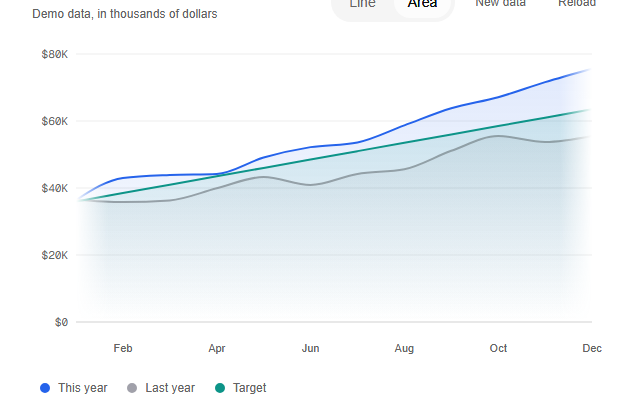 Line Area New data Reload
Demo data, in thousands of dollars
$80K
$60K
$40K
$20K
$0
Feb Apr Jun Aug Oct Dec
This year Last year Target